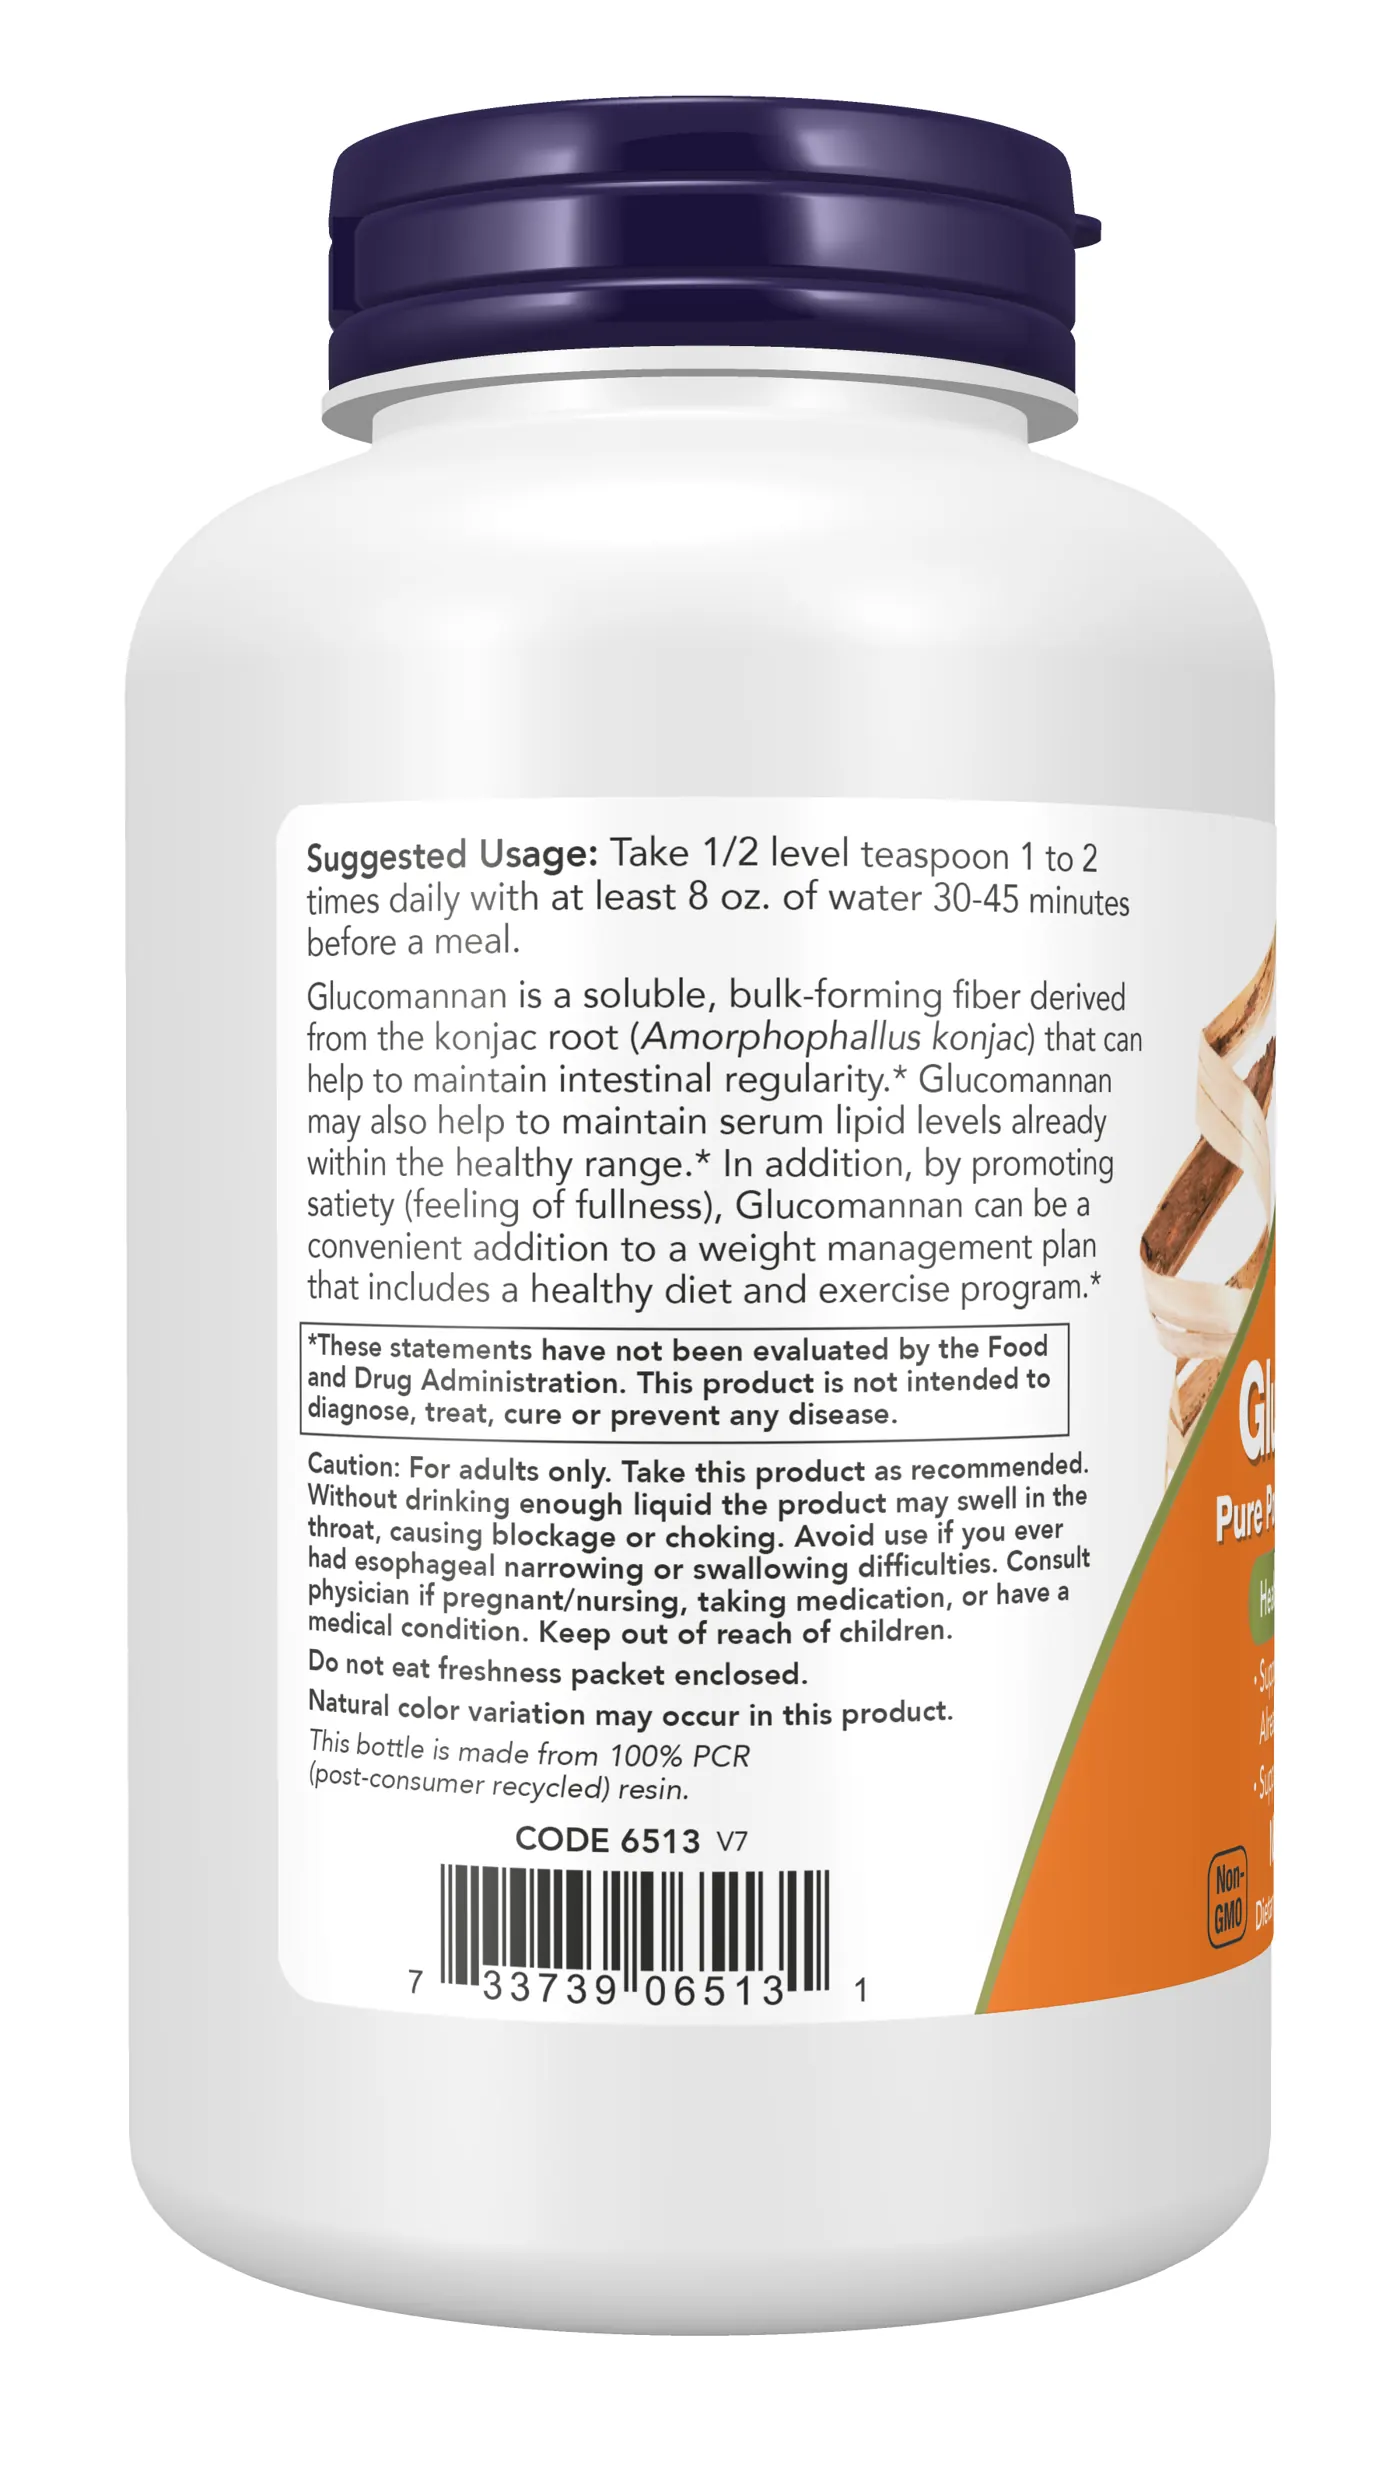 Suggested Usage: Take 1/2 level teaspoon 1 to 2
times daily with at least 8 oz. of water 30-45 minutes
before a meal.
Glucomannan is a soluble, bulk-forming fiber derived
from the konjac root (Amorphophallus konjac) that can
help to maintain intestinal regularity.* Glucomannan
may also help to maintain serum lipid levels already
within the healthy range.* In addition, by promoting
satiety (feeling of fullness), Glucomannan can be a
convenient addition to a weight management plan
that includes a healthy diet and exercise program.*
*These statements have not been evaluated by the Food
and Drug Administration. This product is not intended to
diagnose, treat, cure or prevent any disease.
Caution: For adults only. Take this product as recommended.
Without drinking enough liquid the product may swell in the
throat, causing blockage or choking. Avoid use if you ever
had esophageal narrowing or swallowing difficulties. Consult
physician if pregnant/nursing, taking medication, or have a
medical condition. Keep out of reach of children.
Do not eat freshness packet enclosed.
Natural color variation may occur in this product.
This bottle is made from 100% PCR
(post-consumer recycled) resin.
CODE 6513 V7
7 33739 06513 1
Pure
Non-
GMO